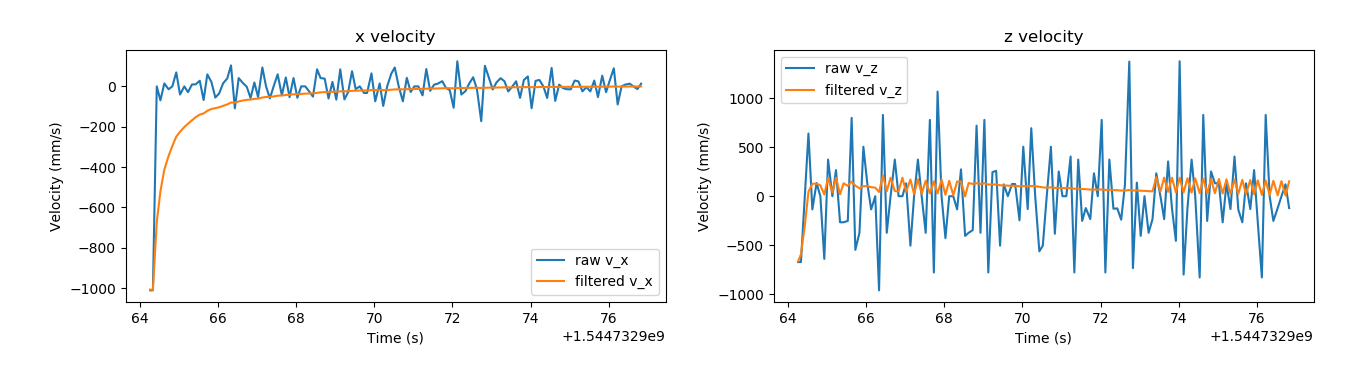 x velocity
Velocity (mm/s)
0
−200
−400
−600
−800
−1000
raw v_x
filtered v_x
64 66 68 70 72 74 76
Time (s)
+1.5447329e9
z velocity
Velocity (mm/s)
1000
500
0
−500
−1000
raw v_z
filtered v_z
64 66 68 70 72 74 76
Time (s)
+1.5447329e9